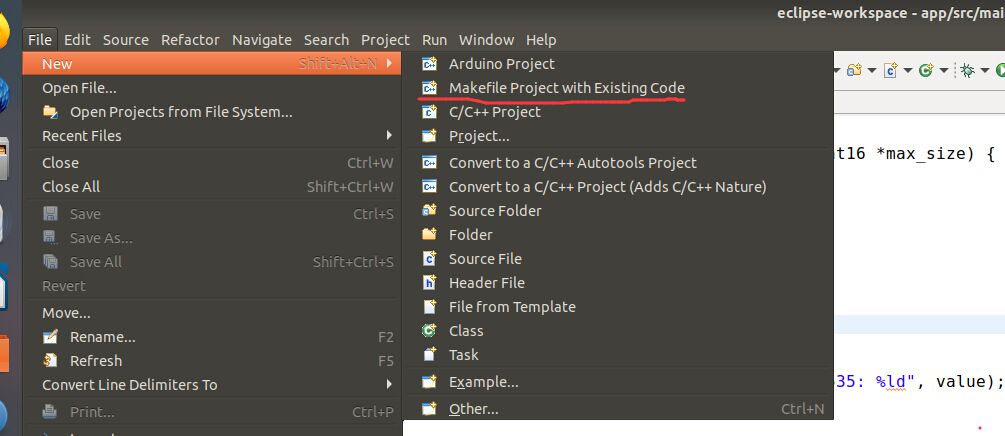 eclipse-workspace - app/src/mai
File Edit Source Refactor Navigate Search Project Run Window Help
New Shift+Alt+N
Open File...
Open Projects from File System...
Recent Files
Close Ctrl+W
Close All Shift+Ctrl+W
Save Ctrl+S
Save As...
Save All Shift+Ctrl+S
Revert
Move...
Rename... F2
Refresh F5
Convert Line Delimiters To
Print... Ctrl+P
Arduino Project
Makefile Project with Existing Code
C/C++ Project
Project...
Convert to a C/C++ Autotools Project
Convert to a C/C++ Project (Adds C/C++ Nature)
Source Folder
Folder
Source File
Header File
File from Template
Class
Task
Example...
Other... Ctrl+N
nt16 *max_size) {
35: %ld", value);